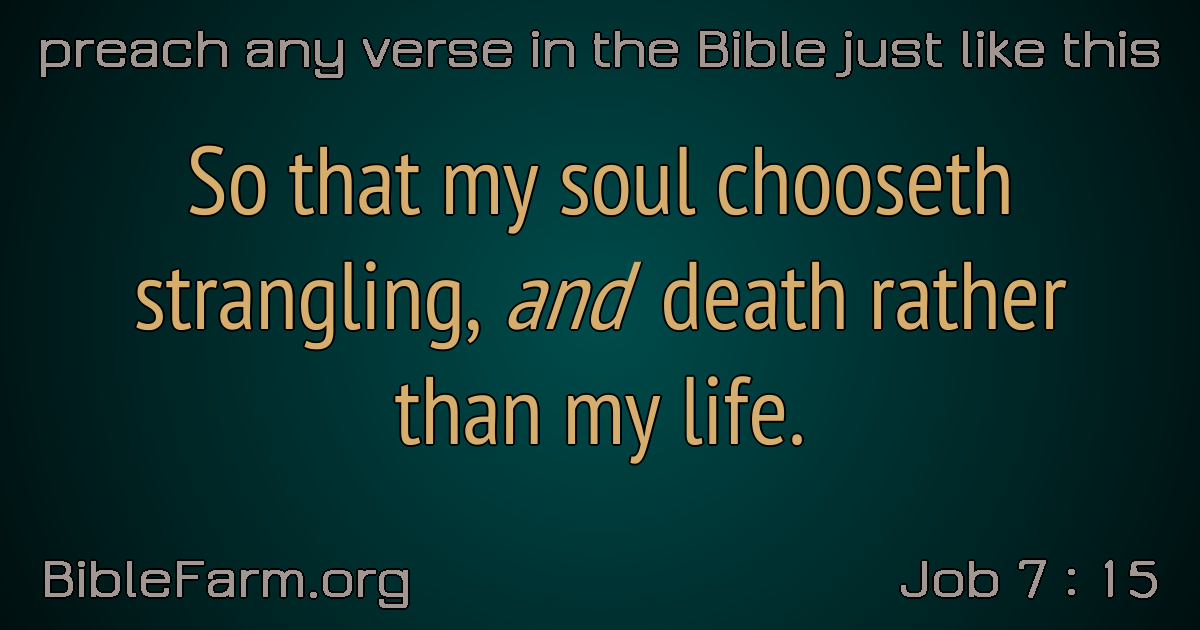 preach any verse in the Bible just like this
So that my soul chooseth
strangling, and death rather
than my life.
BibleFarm.org
Job 7 : 15